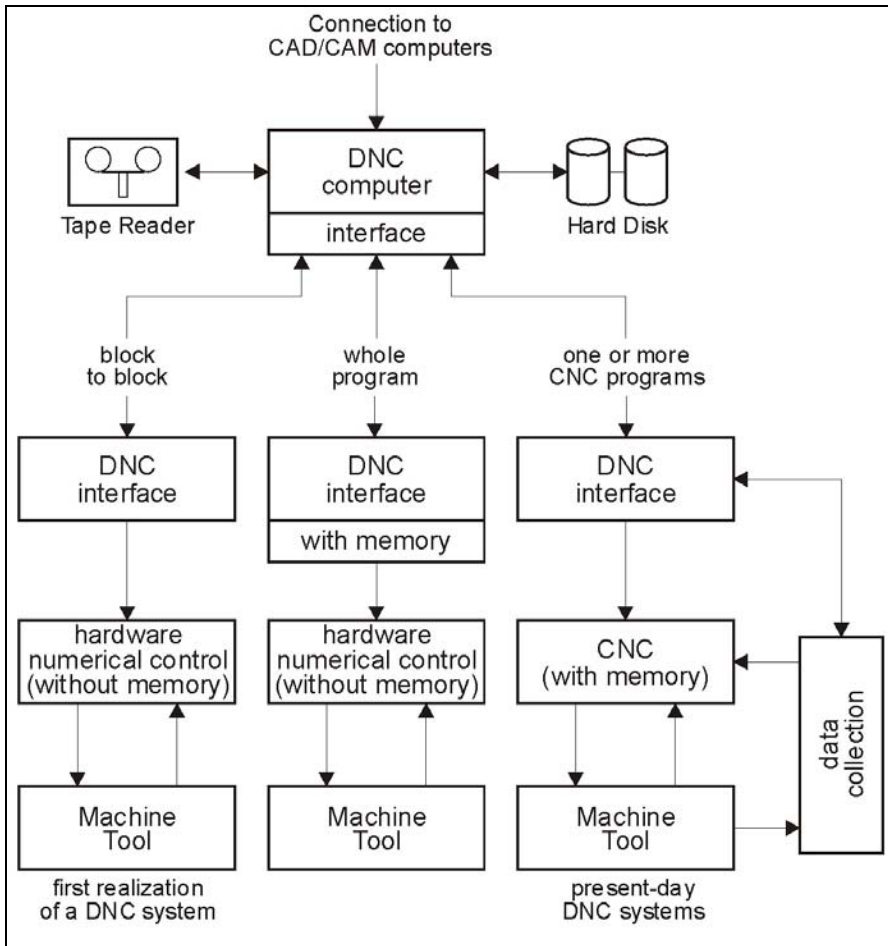 Connection to
CAD/CAM computers
DNC
computer
interface
Tape Reader
Hard Disk
block
to block
whole
program
one or more
CNC programs
DNC
interface
DNC
interface
with memory
DNC
interface
hardware
numerical control
(without memory)
hardware
numerical control
(without memory)
CNC
(with memory)
data
collection
Machine
Tool
Machine
Tool
Machine
Tool
first realization
of a DNC system
present-day
DNC systems